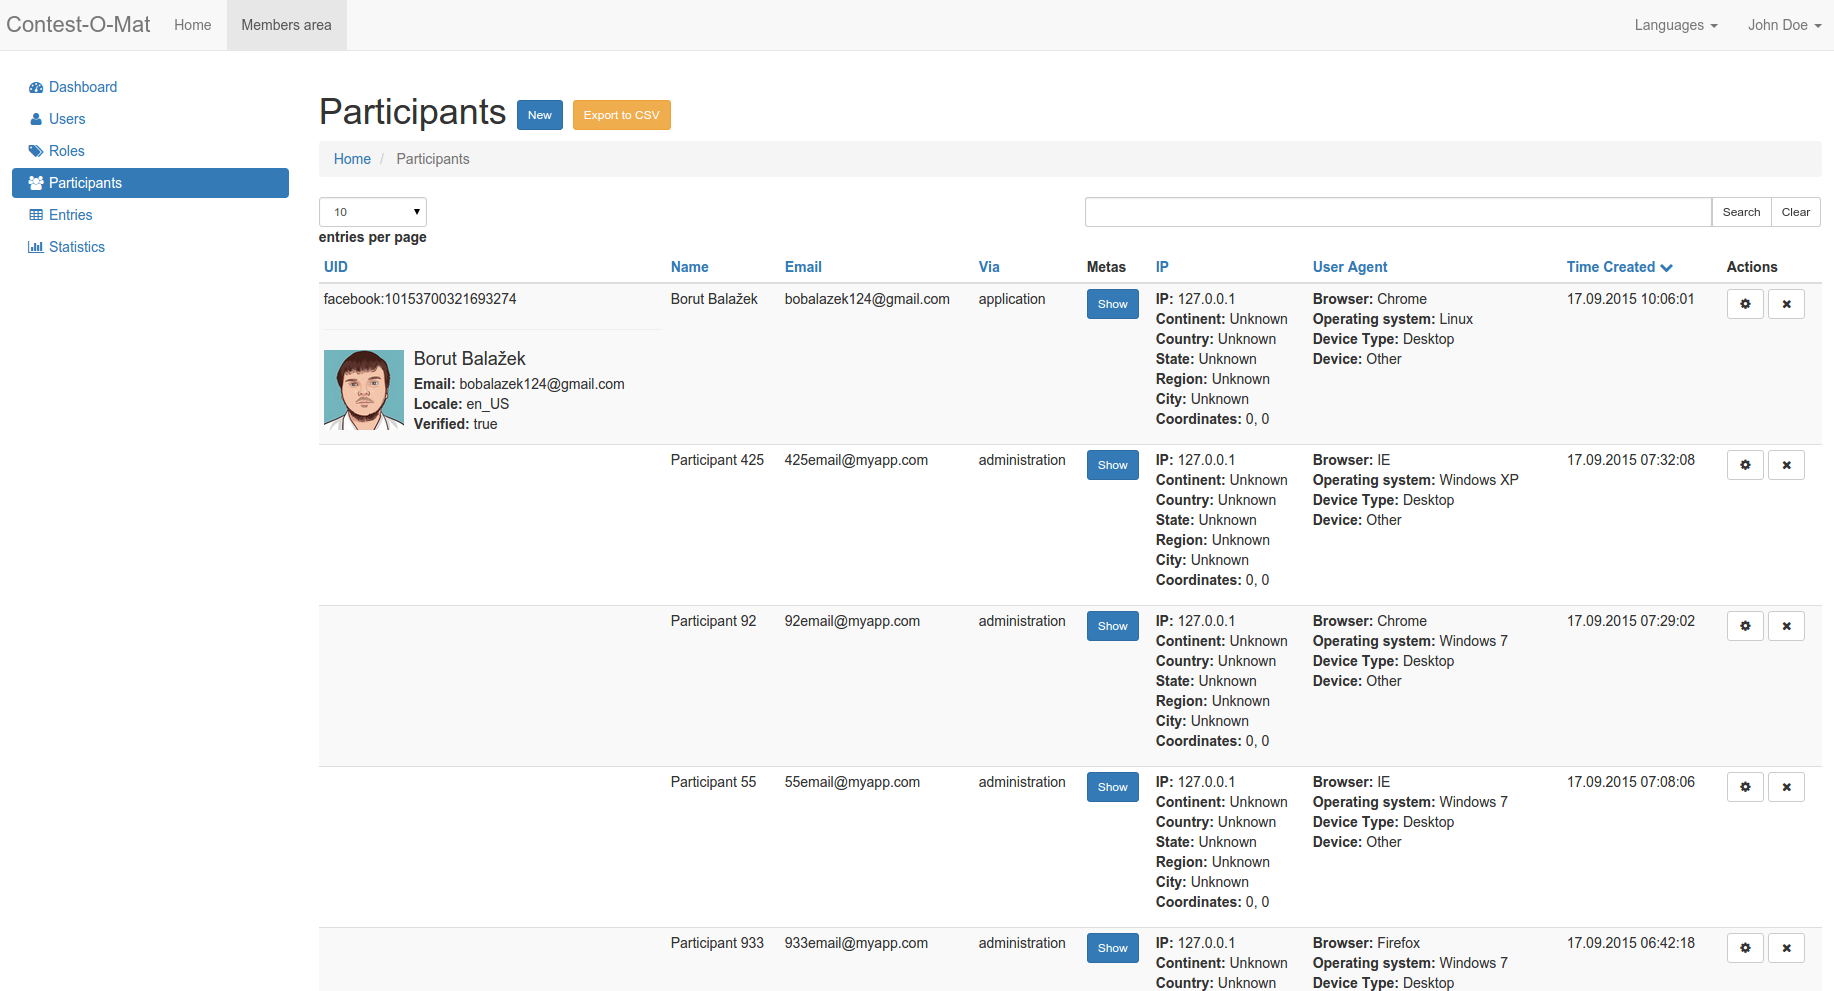 Contest-O-Mat Home Members area Languages John Doe
Dashboard
Users
Roles
Participants
Entries
Statistics
Participants New Export to CSV
Home / Participants
10
entries per page
Search Clear
UID Name Email Via Metas IP User Agent Time Created Actions
facebook:10153700321693274 Borut Balažek bobalazek124@gmail.com application Show
Borut Balažek
Email: bobalazek124@gmail.com
Locale: en_US
Verified: true
IP: 127.0.0.1
Continent: Unknown
Country: Unknown
State: Unknown
Region: Unknown
City: Unknown
Coordinates: 0, 0
Browser: Chrome
Operating system: Linux
Device Type: Desktop
Device: Other
17.09.2015 10:06:01
Participant 425 425email@myapp.com administration Show
IP: 127.0.0.1
Continent: Unknown
Country: Unknown
State: Unknown
Region: Unknown
City: Unknown
Coordinates: 0, 0
Browser: IE
Operating system: Windows XP
Device Type: Desktop
Device: Other
17.09.2015 07:32:08
Participant 92 92email@myapp.com administration Show
IP: 127.0.0.1
Continent: Unknown
Country: Unknown
State: Unknown
Region: Unknown
City: Unknown
Coordinates: 0, 0
Browser: Chrome
Operating system: Windows 7
Device Type: Desktop
Device: Other
17.09.2015 07:29:02
Participant 55 55email@myapp.com administration Show
IP: 127.0.0.1
Continent: Unknown
Country: Unknown
State: Unknown
Region: Unknown
City: Unknown
Coordinates: 0, 0
Browser: IE
Operating system: Windows 7
Device Type: Desktop
Device: Other
17.09.2015 07:08:06
Participant 933 933email@myapp.com administration Show
IP: 127.0.0.1
Continent: Unknown
Country: Unknown
Browser: Firefox
Operating system: Windows 7
Device Type: Desktop
17.09.2015 06:42:18